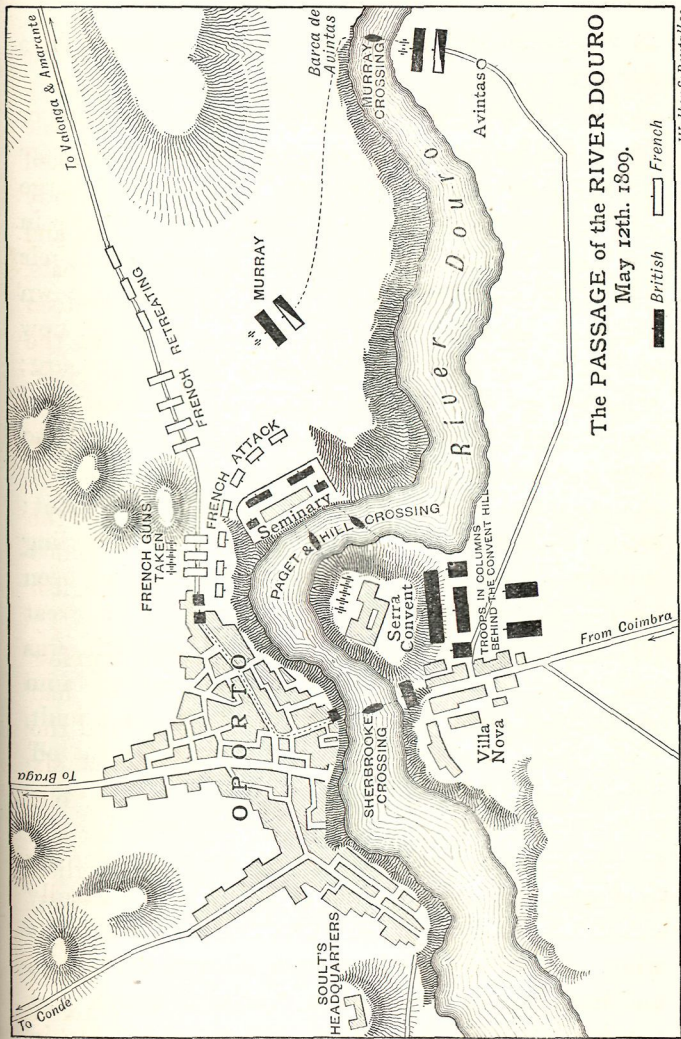 To Valonga & Amarante
Barca de
Avintas
MURRAY
CROSSING
Avintas
MURRAY
FRENCH RETREATING
River Douro
FRENCH ATTACK
Seminary
FRENCH GUNS
TAKEN
PAGET & HILL CROSSING
Serra
Convent
TROOPS IN COLUMNS
BEHIND THE CONVENT HILL
From Coimbra
OPORTO
To Braga
SHERBROOKE
CROSSING
Villa
Nova
SOULT'S
HEADQUARTERS
To Condé
The PASSAGE of the RIVER DOURO
May 12th. 1809.
British
French